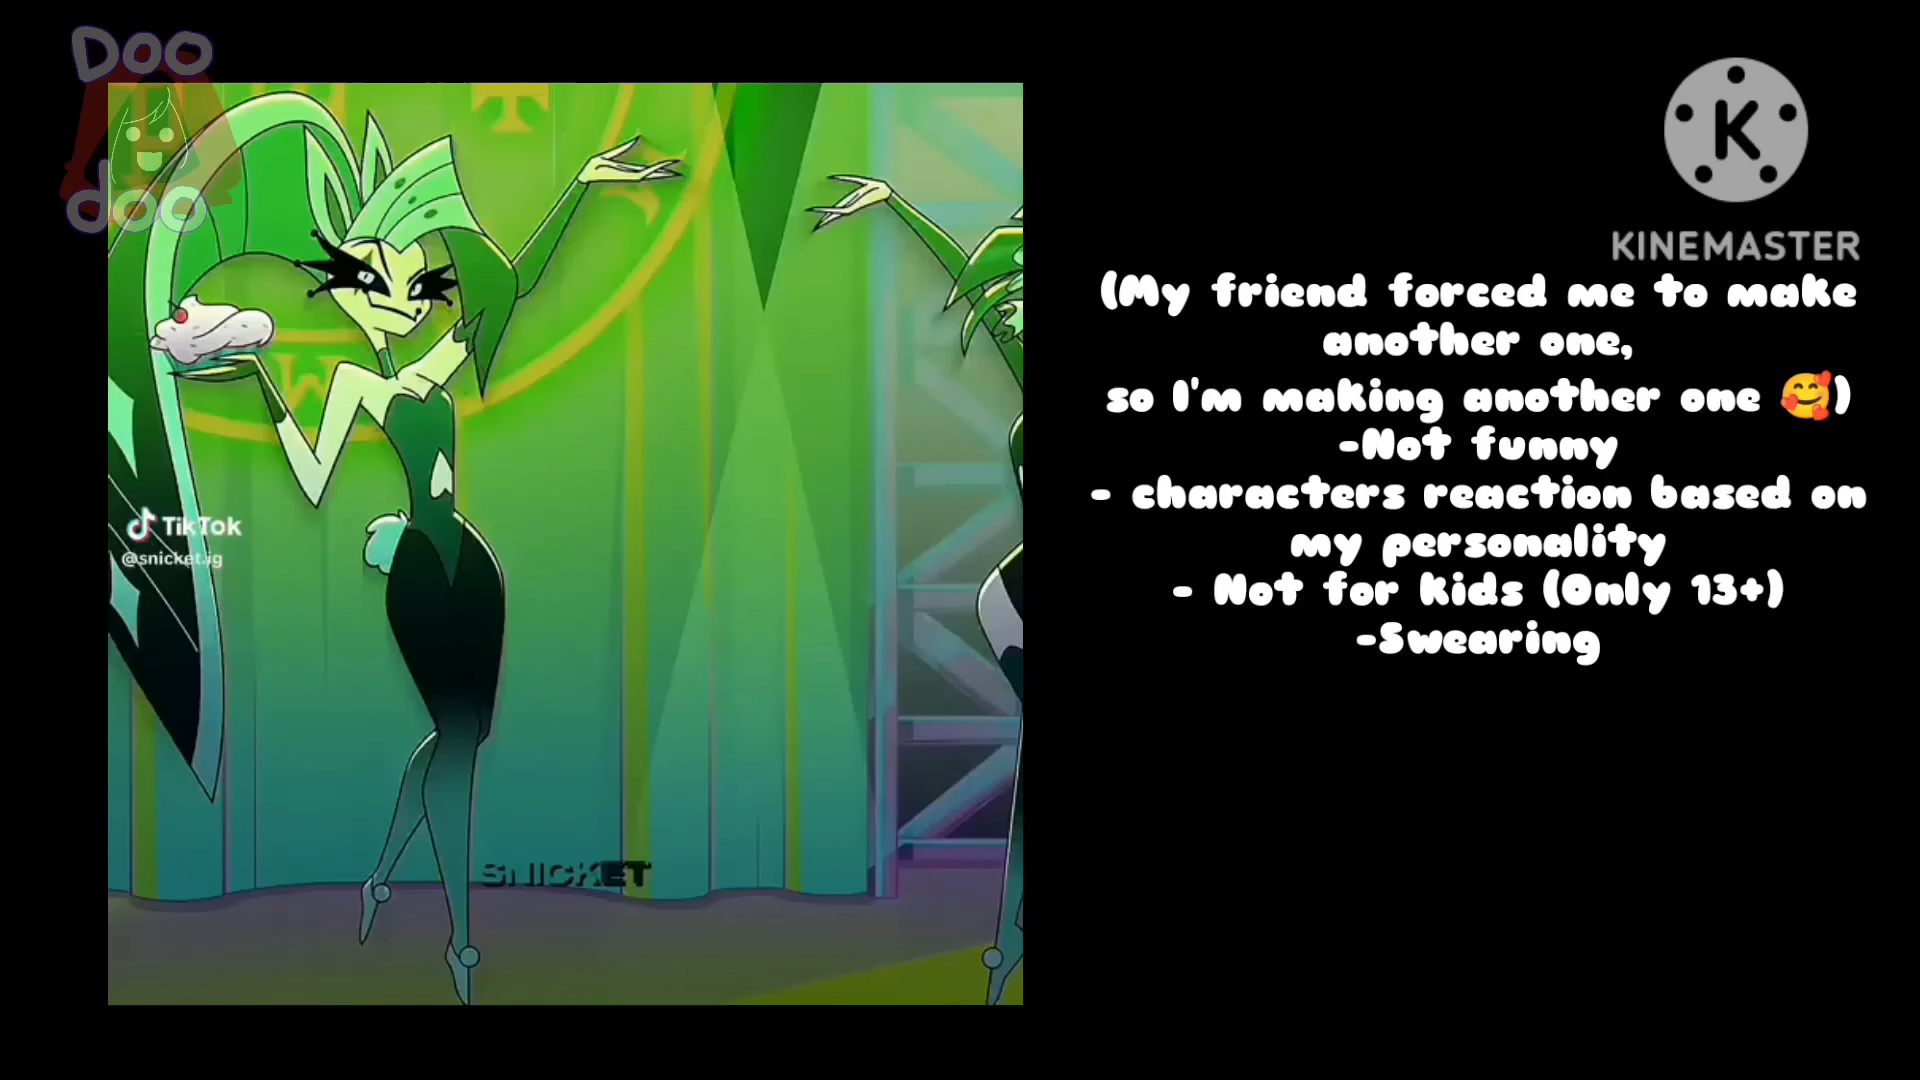 Doo
doo
KINEMASTER
(My friend forced me to make
another one,
so I'm making another one 🥰)
-Not funny
- characters reaction based on
my personality
- Not for kids (Only 13+)
-Swearing
TikTok
@snicket.ig
SNICKET